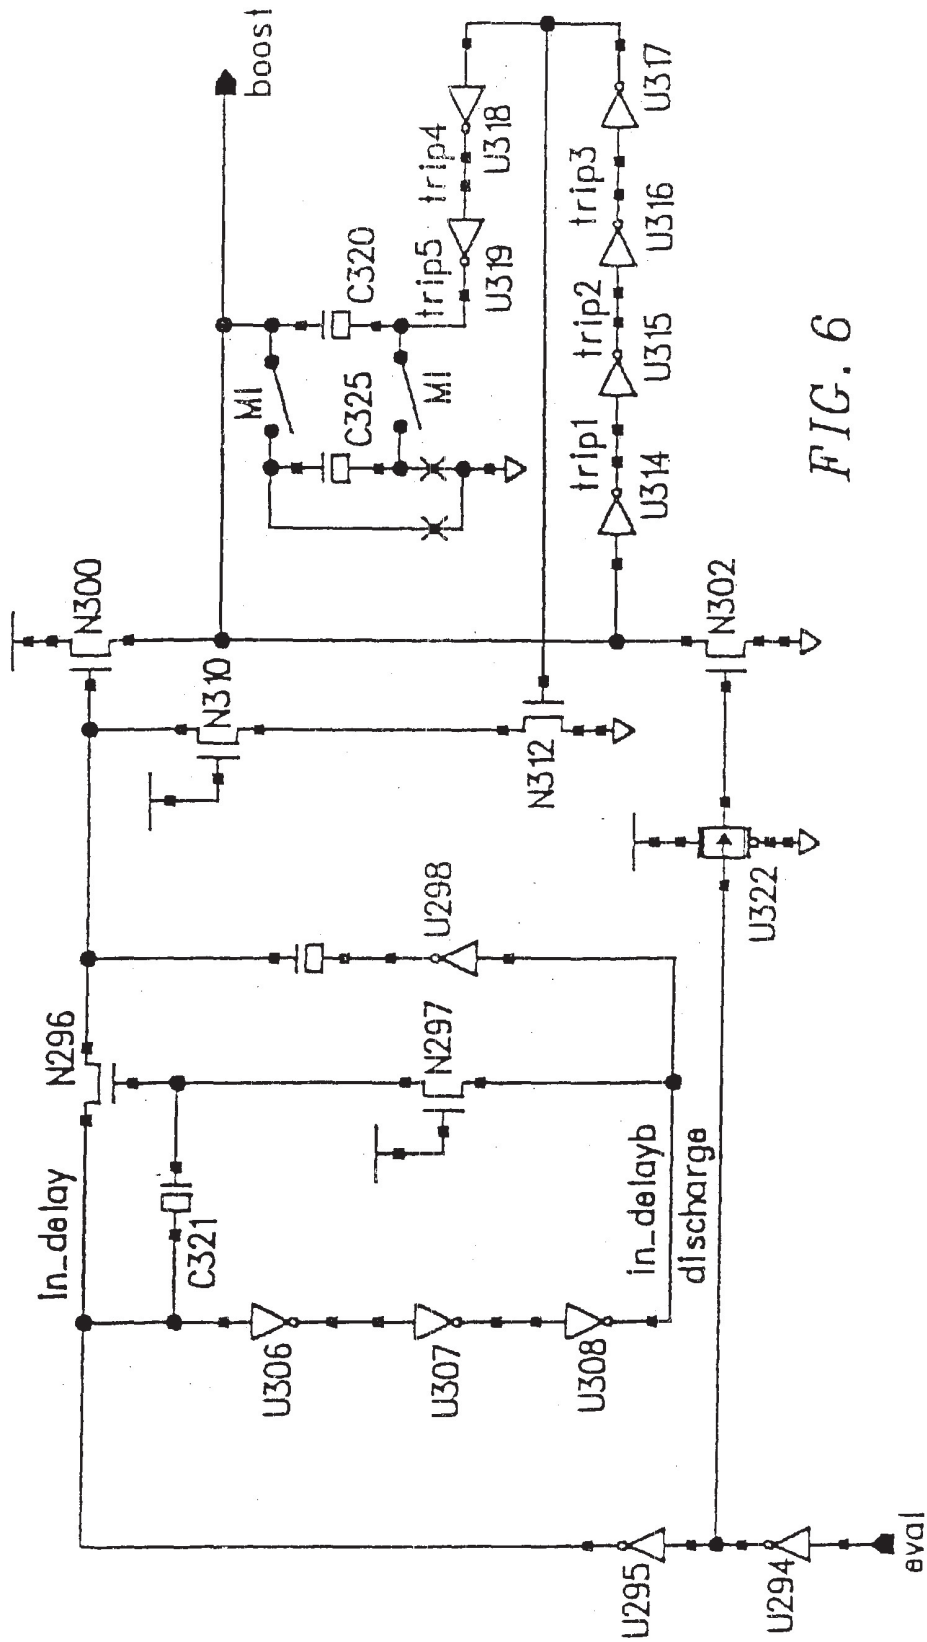 boost
N300
N310
MI
C325
C320
MI
trip5
U319
trip4
U318
N312
trip1
U314
trip2
U315
trip3
U316
U317
N302
U322
N296
in_delay
C321
U306
U307
U308
N297
U298
in_delayb
discharge
U295
U294
eval
FIG. 6